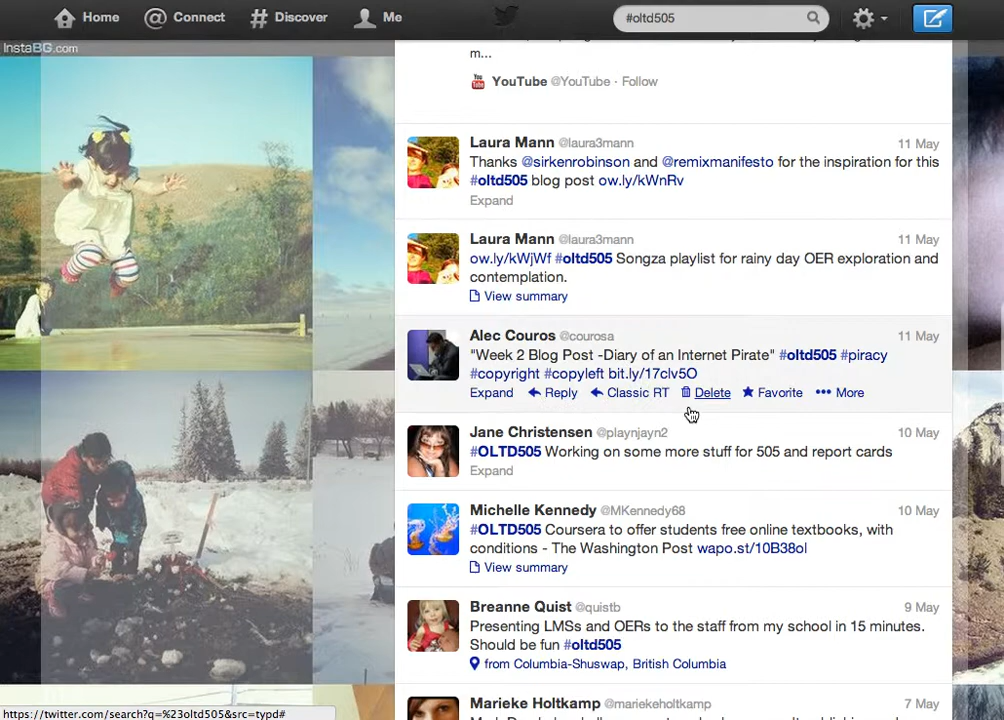 Home
Connect
Discover
Me
#oltd505
InstaBG.com
m...
YouTube @YouTube · Follow
Laura Mann @laura3mann 11 May
Thanks @sirkenrobinson and @remixmanifesto for the inspiration for this
#oltd505 blog post ow.ly/kWnRv
Expand
Laura Mann @laura3mann 11 May
ow.ly/kWjWf #oltd505 Songza playlist for rainy day OER exploration and
contemplation.
View summary
Alec Couros @courosa 11 May
"Week 2 Blog Post -Diary of an Internet Pirate" #oltd505 #piracy
#copyright #copyleft bit.ly/17clv5O
Expand Reply Classic RT Delete Favorite More
Jane Christensen @playnjayn2 10 May
#OLTD505 Working on some more stuff for 505 and report cards
Expand
Michelle Kennedy @MKennedy68 10 May
#OLTD505 Coursera to offer students free online textbooks, with
conditions - The Washington Post wapo.st/10B38ol
View summary
Breanne Quist @quistb 9 May
Presenting LMSs and OERs to the staff from my school in 15 minutes.
Should be fun #oltd505
from Columbia-Shuswap, British Columbia
Marieke Holtkamp @mariekeholtkamp 7 May
https://twitter.com/search?q=%23oltd505&src=typd#